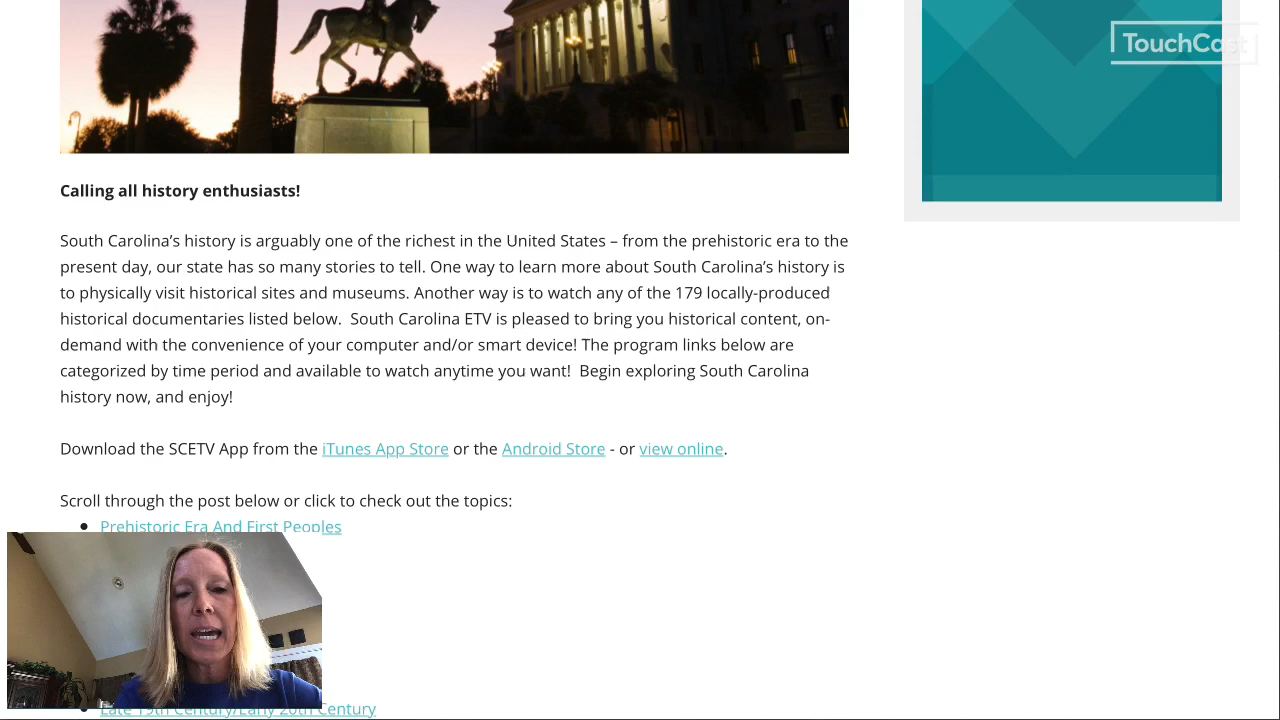 TouchCast
Calling all history enthusiasts!
South Carolina’s history is arguably one of the richest in the United States – from the prehistoric era to the
present day, our state has so many stories to tell. One way to learn more about South Carolina’s history is
to physically visit historical sites and museums. Another way is to watch any of the 179 locally-produced
historical documentaries listed below.  South Carolina ETV is pleased to bring you historical content, on-
demand with the convenience of your computer and/or smart device! The program links below are
categorized by time period and available to watch anytime you want!  Begin exploring South Carolina
history now, and enjoy!
Download the SCETV App from the iTunes App Store or the Android Store - or view online.
Scroll through the post below or click to check out the topics:
• Prehistoric Era And First Peoples
• Late 19th Century/Early 20th Century